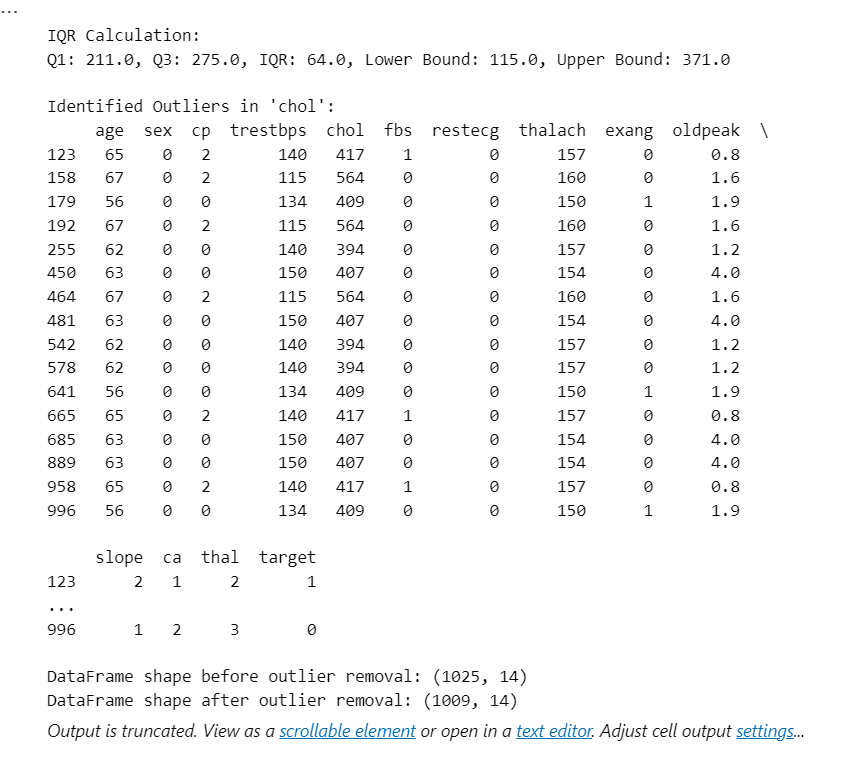 ...
IQR Calculation:
Q1: 211.0, Q3: 275.0, IQR: 64.0, Lower Bound: 115.0, Upper Bound: 371.0
Identified Outliers in 'chol':
age sex cp trestbps chol fbs restecg thalach exang oldpeak \
123 65 0 2 140 417 1 0 157 0 0.8
158 67 0 2 115 564 0 0 160 0 1.6
179 56 0 0 134 409 0 0 150 1 1.9
192 67 0 2 115 564 0 0 160 0 1.6
255 62 0 0 140 394 0 0 157 0 1.2
450 63 0 0 150 407 0 0 154 0 4.0
464 67 0 2 115 564 0 0 160 0 1.6
481 63 0 0 150 407 0 0 154 0 4.0
542 62 0 0 140 394 0 0 157 0 1.2
578 62 0 0 140 394 0 0 157 0 1.2
641 56 0 0 134 409 0 0 150 1 1.9
665 65 0 2 140 417 1 0 157 0 0.8
685 63 0 0 150 407 0 0 154 0 4.0
889 63 0 0 150 407 0 0 154 0 4.0
958 65 0 2 140 417 1 0 157 0 0.8
996 56 0 0 134 409 0 0 150 1 1.9
slope ca thal target
123 2 1 2 1
...
996 1 2 3 0
DataFrame shape before outlier removal: (1025, 14)
DataFrame shape after outlier removal: (1009, 14)
Output is truncated. View as a scrollable element or open in a text editor. Adjust cell output settings...